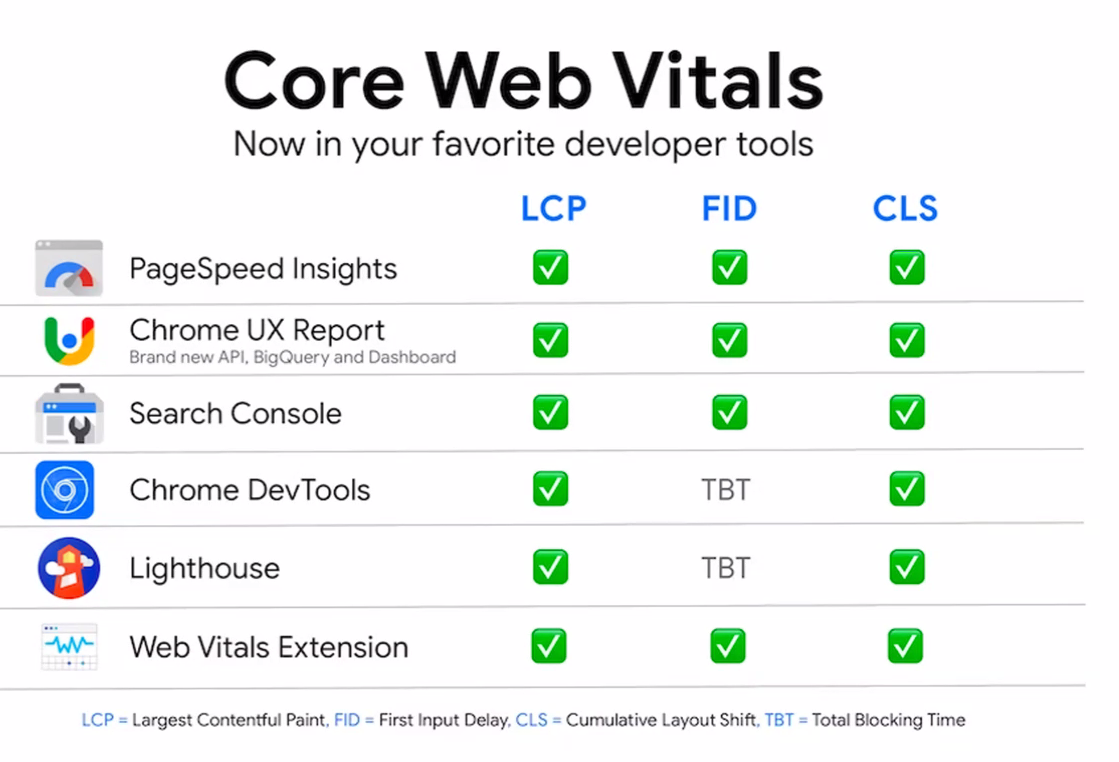 Core Web Vitals
Now in your favorite developer tools
LCP FID CLS
PageSpeed Insights ✅ ✅ ✅
Chrome UX Report ✅ ✅ ✅
Brand new API, BigQuery and Dashboard
Search Console ✅ ✅ ✅
Chrome DevTools ✅ TBT ✅
Lighthouse ✅ TBT ✅
Web Vitals Extension ✅ ✅ ✅
LCP = Largest Contentful Paint, FID = First Input Delay, CLS = Cumulative Layout Shift, TBT = Total Blocking Time